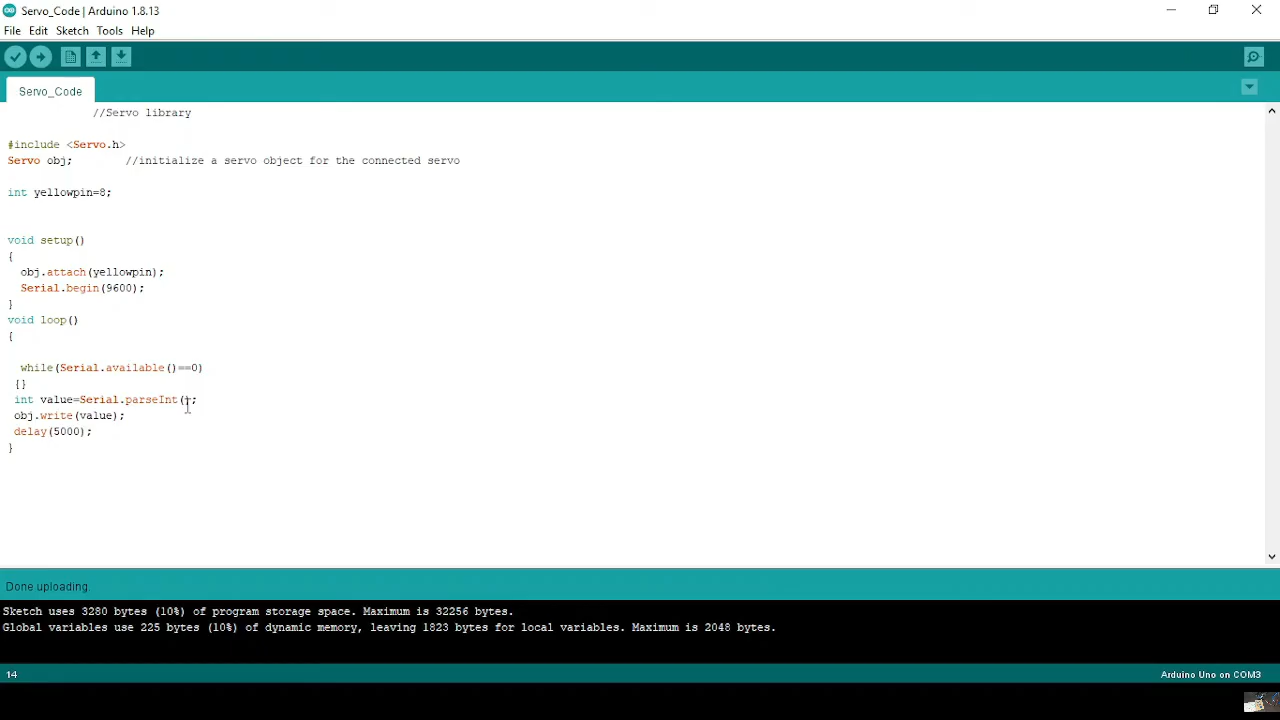 Servo_Code | Arduino 1.8.13
File Edit Sketch Tools Help
Servo_Code
//Servo library
#include <Servo.h>
Servo obj; //initialize a servo object for the connected servo
int yellowpin=8;
void setup()
{
obj.attach(yellowpin);
Serial.begin(9600);
}
void loop()
{
while(Serial.available()==0)
{}
int value=Serial.parseInt();
obj.write(value);
delay(5000);
}
Done uploading.
Sketch uses 3280 bytes (10%) of program storage space. Maximum is 32256 bytes.
Global variables use 225 bytes (10%) of dynamic memory, leaving 1823 bytes for local variables. Maximum is 2048 bytes.
14 Arduino Uno on COM3